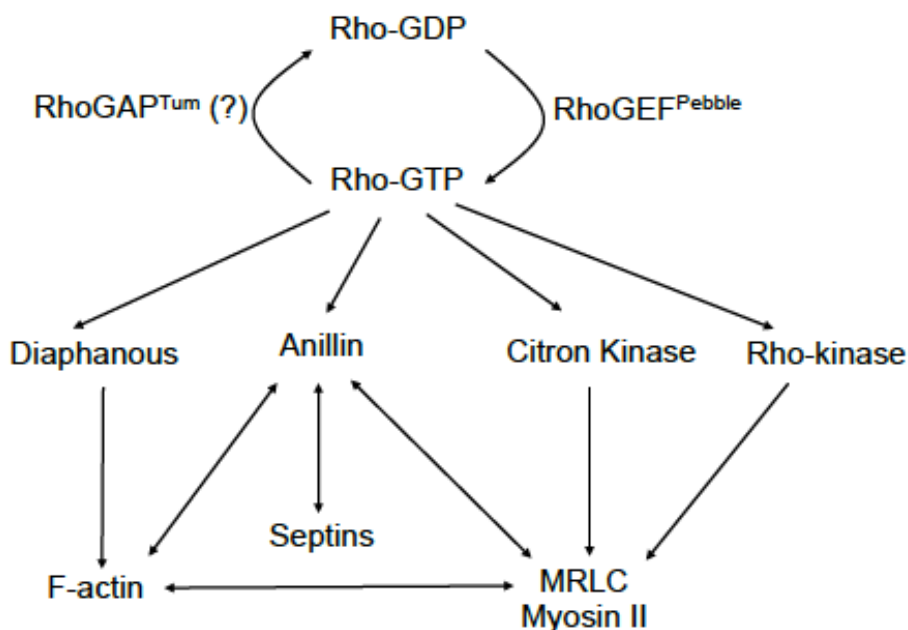 Rho-GDP
RhoGAPTum (?)
RhoGEFPebble
Rho-GTP
Diaphanous
Anillin
Citron Kinase
Rho-kinase
Septins
F-actin
MRLC
Myosin II